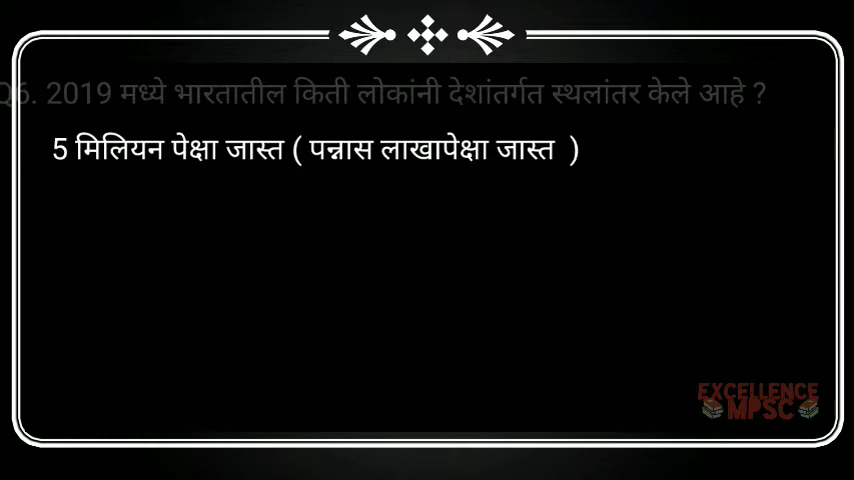 Q6. 2019 मध्ये भारतातील किती लोकांनी देशांतर्गत स्थलांतर केले आहे ?
5 मिलियन पेक्षा जास्त ( पन्नास लाखापेक्षा जास्त )
EXCELLENCE
MPSC